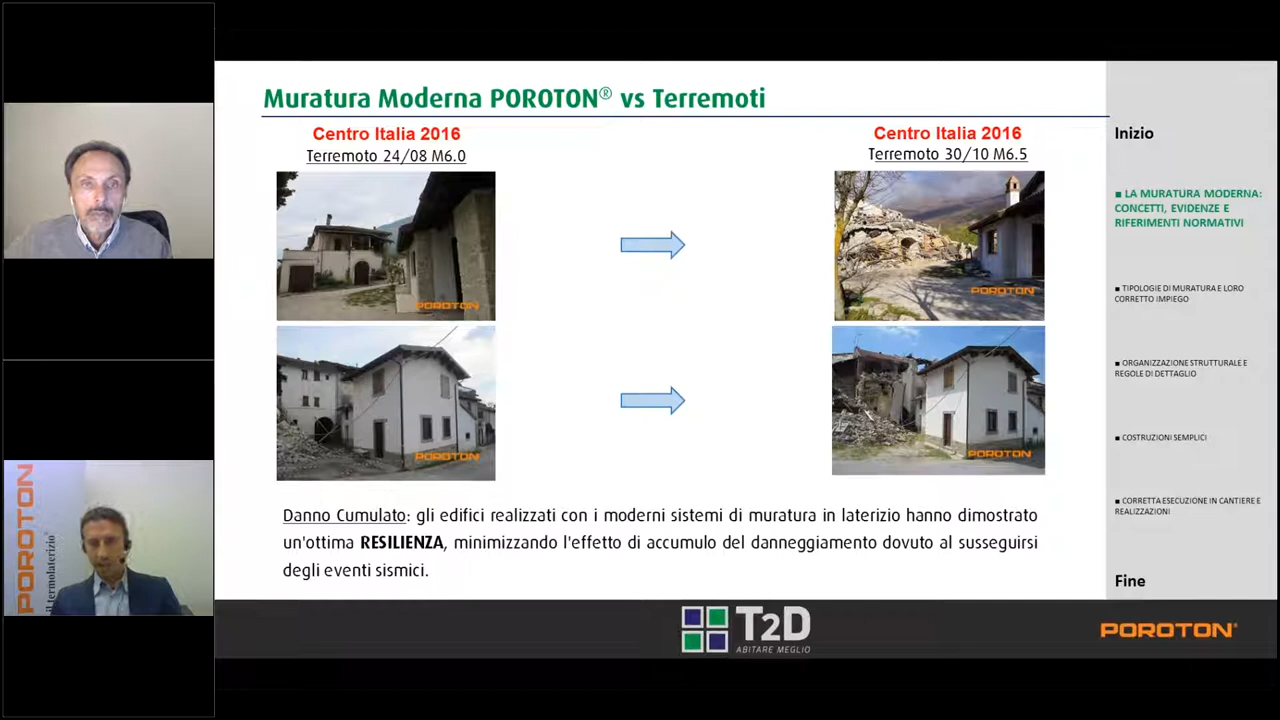 Muratura Moderna POROTON® vs Terremoti
Centro Italia 2016
Terremoto 24/08 M6.0
Centro Italia 2016
Terremoto 30/10 M6.5
POROTON
POROTON
POROTON
POROTON
Danno Cumulato: gli edifici realizzati con i moderni sistemi di muratura in laterizio hanno dimostrato
un'ottima RESILIENZA, minimizzando l'effetto di accumulo del danneggiamento dovuto al susseguirsi
degli eventi sismici.
Inizio
■ LA MURATURA MODERNA:
CONCETTI, EVIDENZE E
RIFERIMENTI NORMATIVI
■ TIPOLOGIE DI MURATURA E LORO
CORRETTO IMPIEGO
■ ORGANIZZAZIONE STRUTTURALE E
REGOLE DI DETTAGLIO
■ COSTRUZIONI SEMPLICI
■ CORRETTA ESECUZIONE IN CANTIERE E
REALIZZAZIONI
Fine
T2D
ABITARE MEGLIO
POROTON®
POROTON
il termolaterizio®